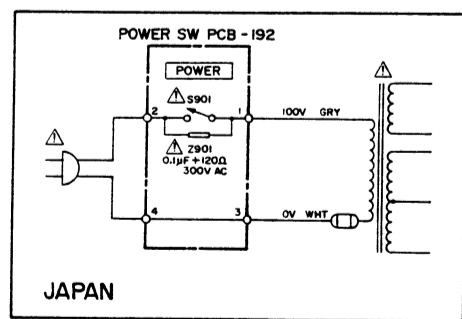 POWER SW PCB-192
POWER
S901
2
1
100V GRY
Z901
0.1µF+120Ω
300V AC
4
3
0V WHT
JAPAN